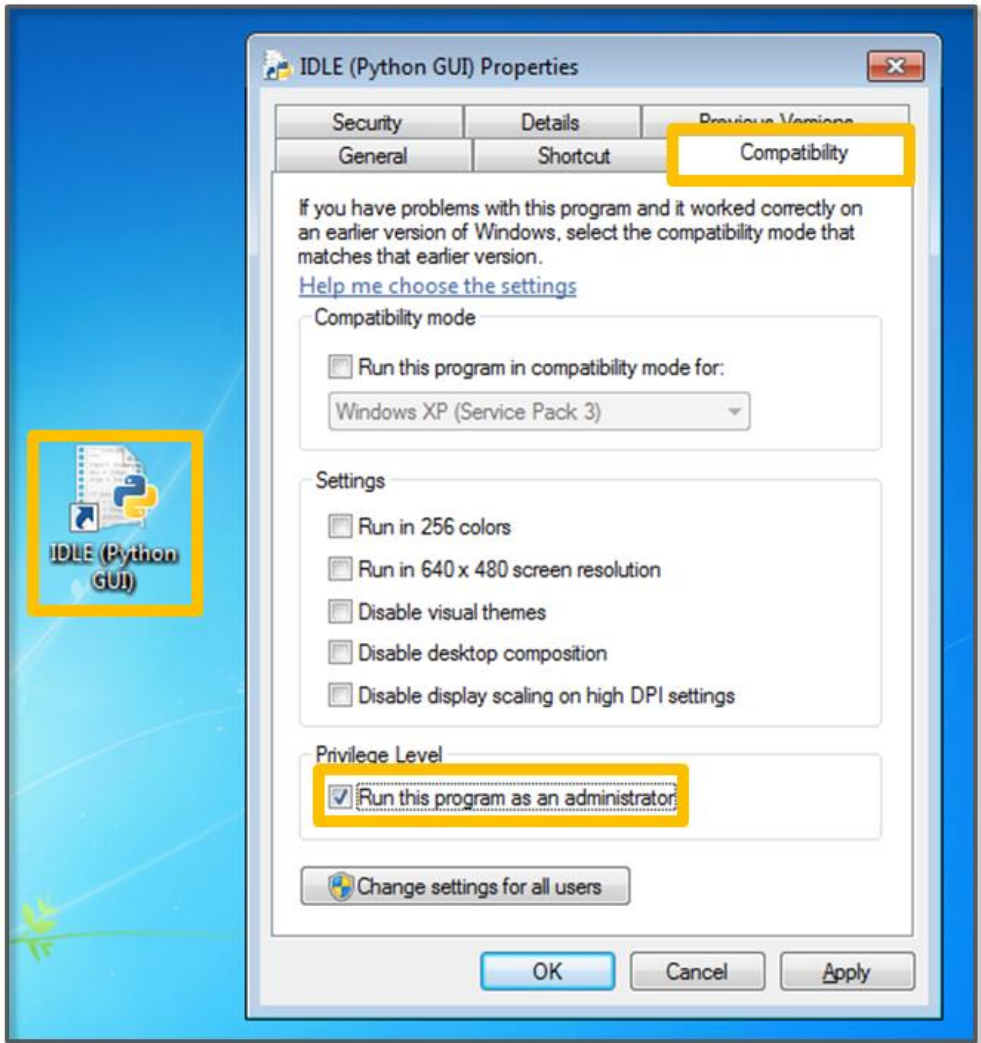 IDLE (Python GUI) Properties
Security Details Previous Versions
General Shortcut Compatibility
If you have problems with this program and it worked correctly on
an earlier version of Windows, select the compatibility mode that
matches that earlier version.
Help me choose the settings
Compatibility mode
Run this program in compatibility mode for:
Windows XP (Service Pack 3)
IDLE (Python
GUI)
Settings
Run in 256 colors
Run in 640 x 480 screen resolution
Disable visual themes
Disable desktop composition
Disable display scaling on high DPI settings
Privilege Level
Run this program as an administrator
Change settings for all users
OK Cancel Apply